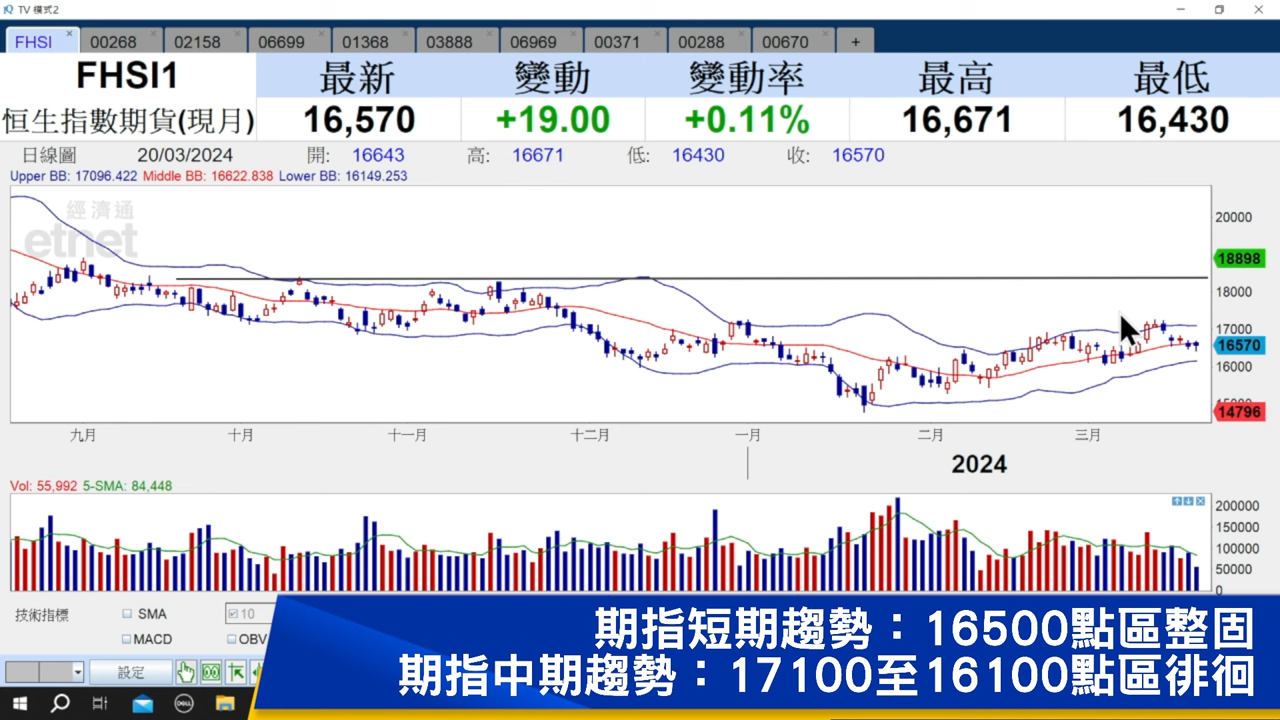 TV 模式2
FHSI 00268 02158 06699 01368 03888 06969 00371 00288 00670 +
FHSI1 最新 變動 變動率 最高 最低
恒生指數期貨(現月) 16,570 +19.00 +0.11% 16,671 16,430
日線圖 20/03/2024 開: 16643 高: 16671 低: 16430 收: 16570
Upper BB: 17096.422 Middle BB: 16622.838 Lower BB: 16149.253
經濟通
etnet
20000
18898
18000
17000
16570
16000
14796
九月 十月 十一月 十二月 一月 二月 三月
2024
Vol: 55,992 5-SMA: 84,448
200000
150000
100000
50000
0
技術指標 SMA 10
MACD OBV
設定
DELL
期指短期趨勢：16500點區整固
期指中期趨勢：17100至16100點區徘徊